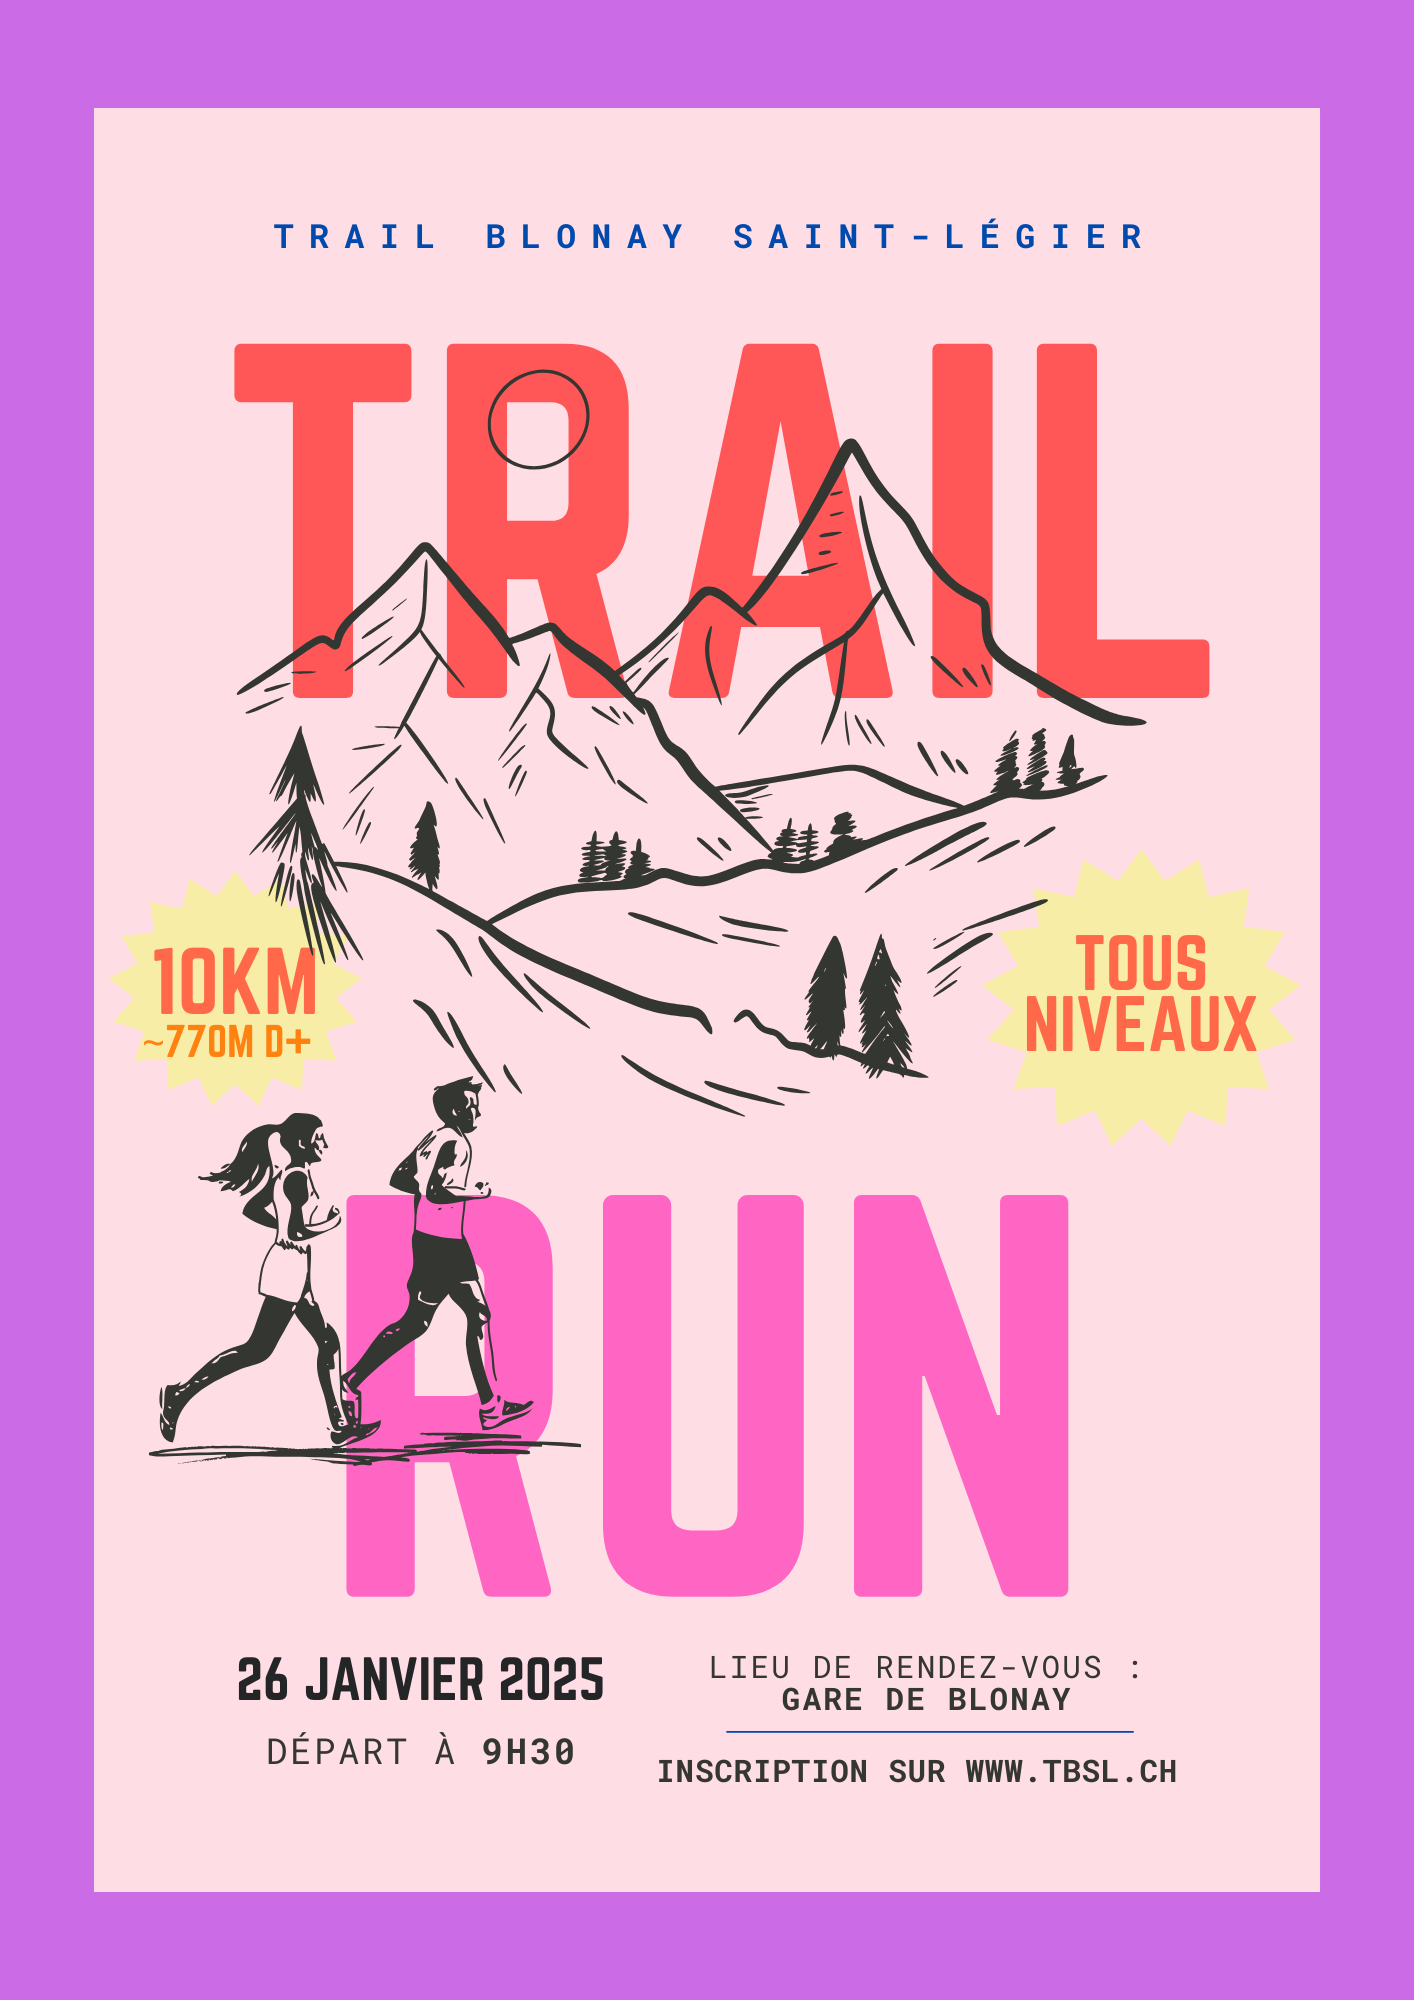 TRAIL BLONAY SAINT-LÉGIER
TRAIL
10KM
~770M D+
TOUS
NIVEAUX
RUN
26 JANVIER 2025
DÉPART À 9H30
LIEU DE RENDEZ-VOUS :
GARE DE BLONAY
INSCRIPTION SUR WWW.TBSL.CH